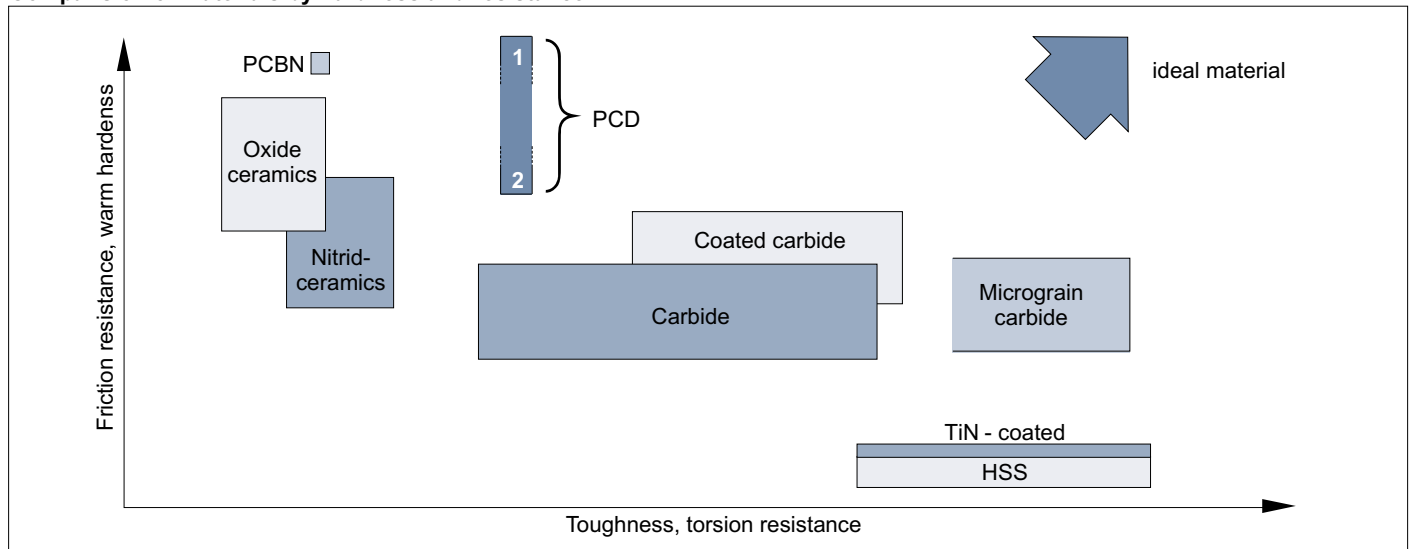 PCBN
1
2
PCD
ideal material
Oxide
ceramics
Nitrid-
ceramics
Coated carbide
Carbide
Micrograin
carbide
TiN - coated
HSS
Friction resistance, warm hardenss
Toughness, torsion resistance